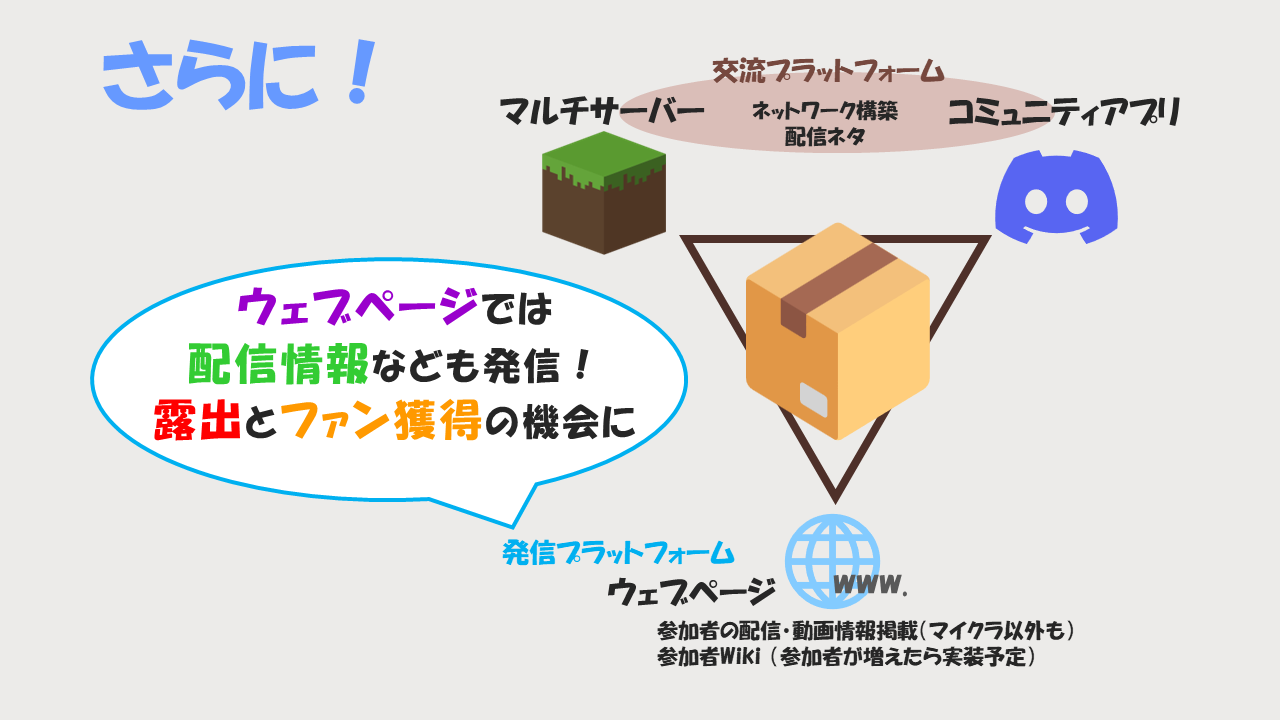 さらに！
交流プラットフォーム
マルチサーバー
ネットワーク構築
配信ネタ
コミュニティアプリ
ウェブページでは
配信情報なども発信！
露出とファン獲得の機会に
発信プラットフォーム
ウェブページ
www.
参加者の配信・動画情報掲載（マイクラ以外も）
参加者Wiki（参加者が増えたら実装予定）